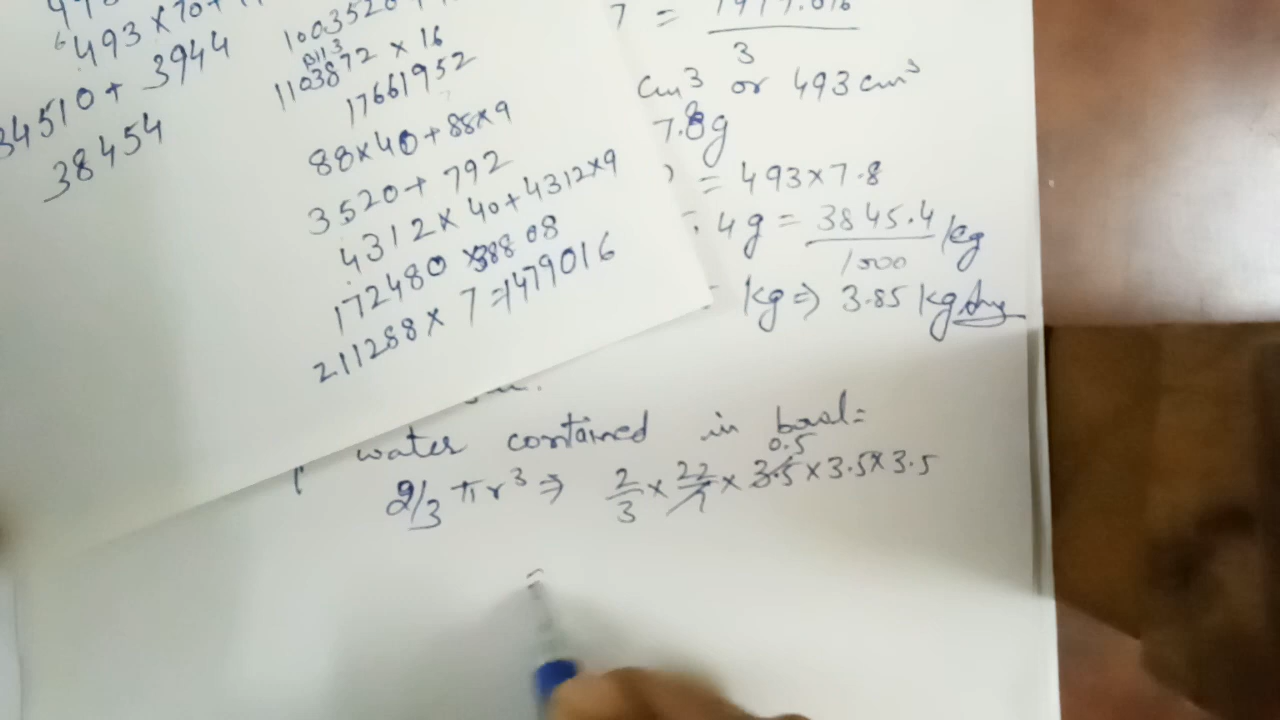 493 × 70 +
34510 + 3944
38454
1003520
1103872 × 16
17661952
88×40+88×9
3520+ 792
4312× 40+4312×9
172480 × 38808
211288× 7 =1479016
7 =
3
cm3 or 493 cm3
7.8g
= 493×7.8
4g = 3845.4/1000 kg
kg => 3.85 kg Ans
water contained in bowl=
0.5
2/3 πr3 => 2/3 × 22/7 × 3.5×3.5×3.5
=